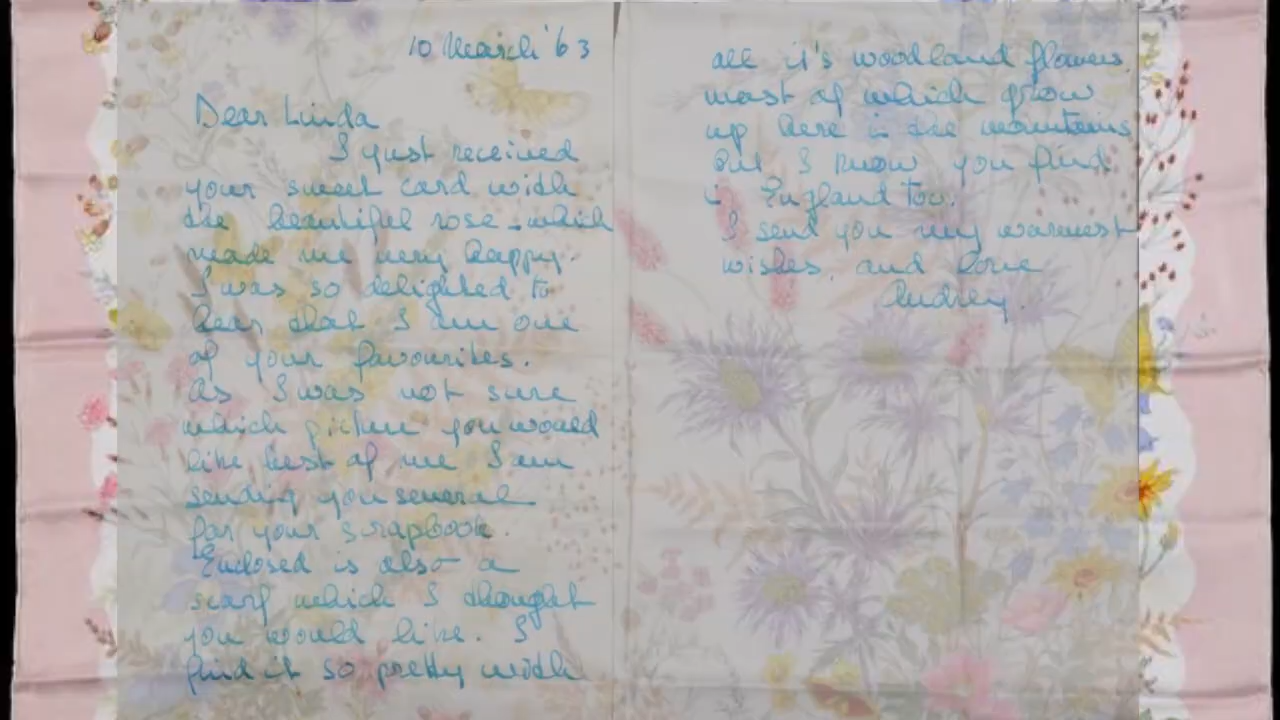 10 March '63
Dear Linda
I just received
your sweet card with
the beautiful rose - which
made me very happy.
I was so delighted to
hear that I am one
of your favourites.
As I was not sure
which picture you would
like best of me I am
sending you several
for your scrapbook.
Enclosed is also a
scarf which I thought
you would like. I
find it so pretty with
all it's woodland flowers,
most of which grow
up here in the mountains
but I know you find
in England too.
I send you my warmest
wishes, and love
Audrey.